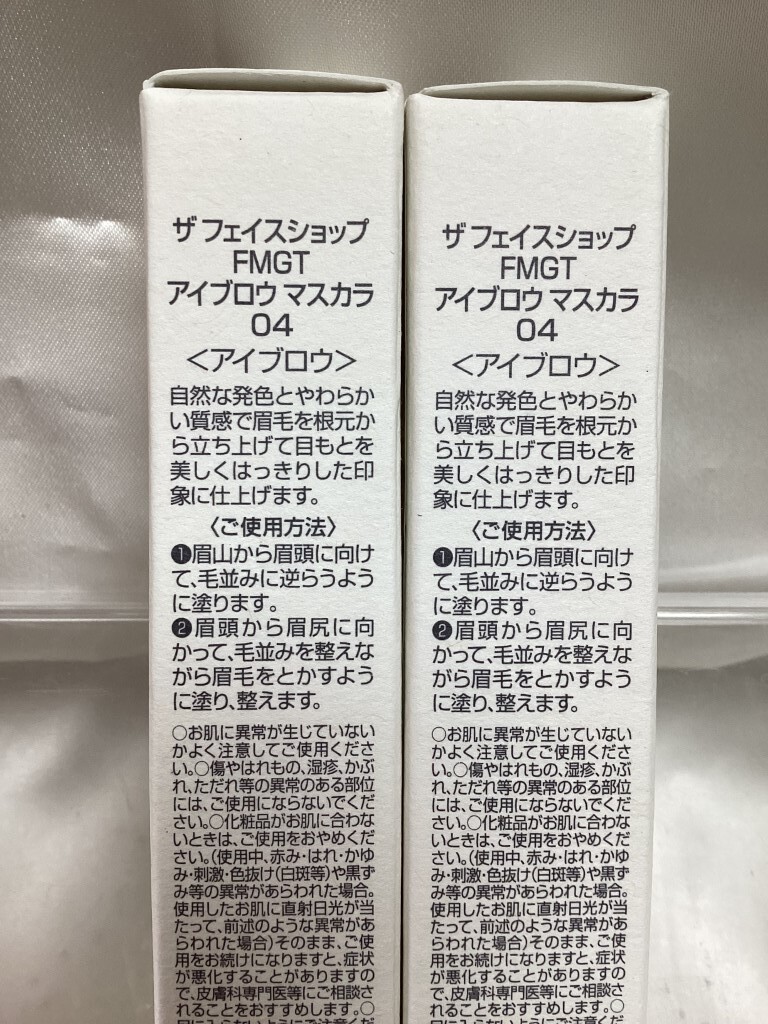 ザ フェイスショップ
FMGT
アイブロウ マスカラ
04
＜アイブロウ＞
自然な発色とやわらか
い質感で眉毛を根元か
ら立ち上げて目もとを
美しくはっきりした印
象に仕上げます。
〈ご使用方法〉
❶眉山から眉頭に向け
て、毛並みに逆らうよう
に塗ります。
❷眉頭から眉尻に向
かって、毛並みを整えな
がら眉毛をとかすように
塗り、整えます。
○お肌に異常が生じていない
かよく注意してご使用くださ
い。○傷やはれもの、湿疹、かぶ
れ、ただれ等の異常のある部位
には、ご使用にならないでくだ
さい。○化粧品がお肌に合わな
いときは、ご使用をおやめくだ
さい。(使用中、赤み・はれ・かゆ
み・刺激・色抜け(白斑等)や黒ず
み等の異常があらわれた場合。
使用したお肌に直射日光が当
たって、前述のような異常があ
らわれた場合)そのまま、ご使
用をお続けになりますと、症状
が悪化することがありますの
で、皮膚科専門医等にご相談さ
れることをおすすめします。○
目に入らないようにご注意くだ
ザ フェイスショップ
FMGT
アイブロウ マスカラ
04
＜アイブロウ＞
自然な発色とやわらか
い質感で眉毛を根元か
ら立ち上げて目もとを
美しくはっきりした印
象に仕上げます。
〈ご使用方法〉
❶眉山から眉頭に向け
て、毛並みに逆らうよう
に塗ります。
❷眉頭から眉尻に向
かって、毛並みを整えな
がら眉毛をとかすように
塗り、整えます。
○お肌に異常が生じていない
かよく注意してご使用くださ
い。○傷やはれもの、湿疹、かぶ
れ、ただれ等の異常のある部位
には、ご使用にならないでくだ
さい。○化粧品がお肌に合わな
いときは、ご使用をおやめくだ
さい。(使用中、赤み・はれ・かゆ
み・刺激・色抜け(白斑等)や黒ず
み等の異常があらわれた場合。
使用したお肌に直射日光が当
たって、前述のような異常があ
らわれた場合)そのまま、ご使
用をお続けになりますと、症状
が悪化することがありますの
で、皮膚科専門医等にご相談さ
れることをおすすめします。○